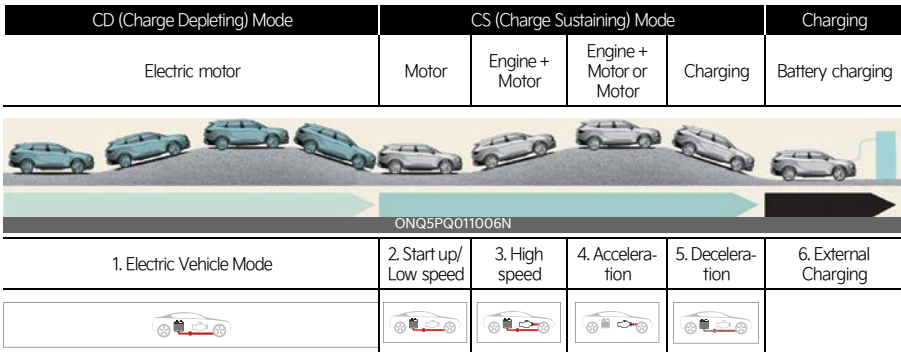 CD (Charge Depleting) Mode
CS (Charge Sustaining) Mode
Charging
Electric motor
Motor
Engine +
Motor
Engine +
Motor or
Motor
Charging
Battery charging
ONQ5PQ011006N
1. Electric Vehicle Mode
2. Start up/
Low speed
3. High
speed
4. Accelera-
tion
5. Decelera-
tion
6. External
Charging